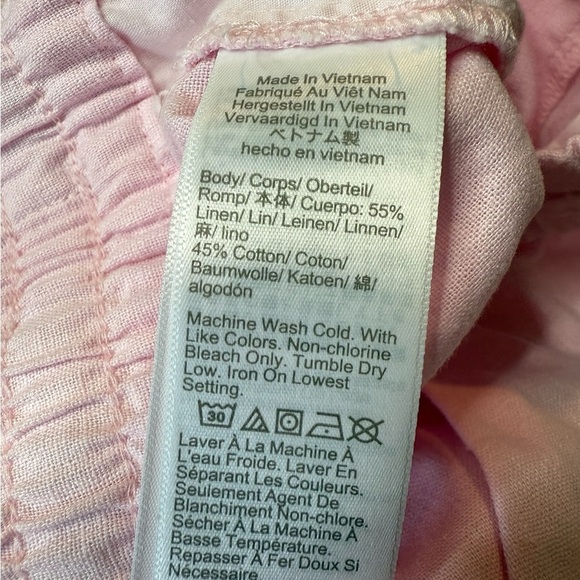 Made In Vietnam
Fabriqué Au Viêt Nam
Hergestellt In Vietnam
Vervaardigd In Vietnam
ベトナム製
hecho en vietnam
Body/ Corps/ Oberteil/
Romp/ 本体/ Cuerpo: 55%
Linen/ Lin/ Leinen/ Linnen/
麻/ lino
45% Cotton/ Coton/
Baumwolle/ Katoen/ 綿/
algodón
Machine Wash Cold. With
Like Colors. Non-chlorine
Bleach Only. Tumble Dry
Low. Iron On Lowest
Setting.
30
Laver À La Machine À
L'eau Froide. Laver En
Séparant Les Couleurs.
Seulement Agent De
Blanchiment Non-chlore.
Sécher À La Machine À
Basse Température.
Repasser À Fer Doux Si
Nécessaire.